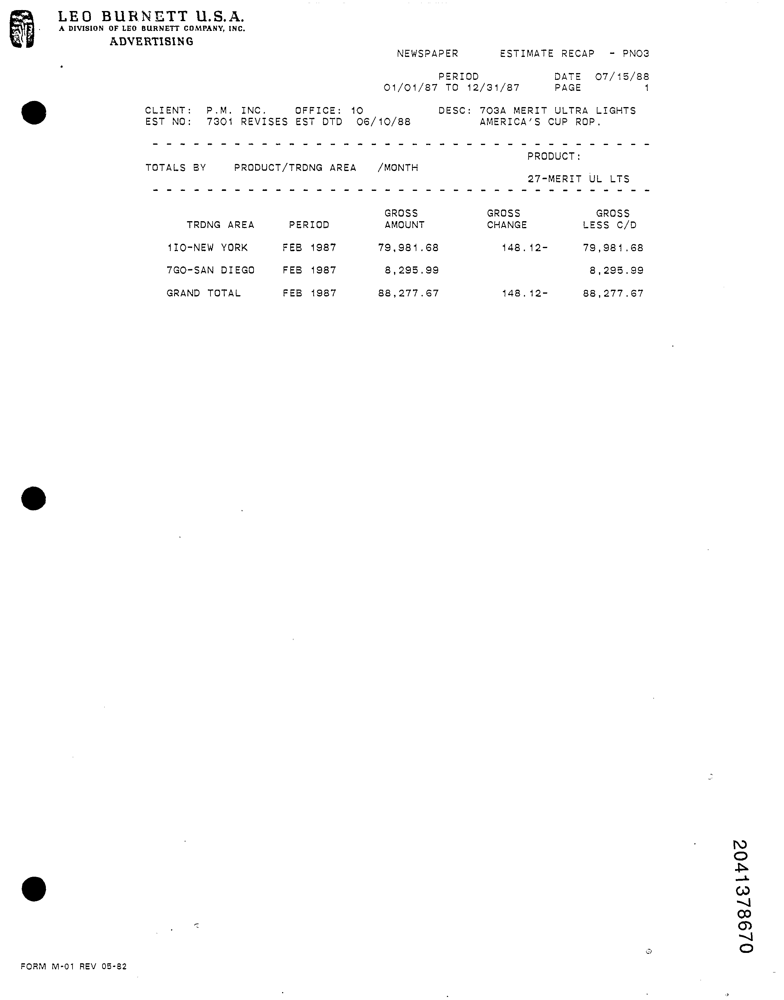 LEO BURNETT U.S.A.
A DIVISION OF LEO BURNETT COMPANY, INC.
ADVERTISING
NEWSPAPER ESTIMATE RECAP - PNO3
PERIOD DATE 07/15/88
01/01/87 TO 12/31/87 PAGE 1
CLIENT: P.M. INC. OFFICE: 10 DESC: 703A MERIT ULTRA LIGHTS
EST NO: 7301 REVISES EST DTD 06/10/88 AMERICA'S CUP ROP.
PRODUCT:
TOTALS BY PRODUCT/TRDNG AREA /MONTH
27-MERIT UL LTS
GROSS GROSS GROSS
TRDNG AREA PERIOD AMOUNT CHANGE LESS C/D
1IO-NEW YORK FEB 1987 79,981.68 148.12- 79,981.68
7GO-SAN DIEGO FEB 1987 8,295.99 8,295.99
GRAND TOTAL FEB 1987 88,277.67 148.12- 88,277.67
2041378670
FORM M-01 REV 05-82